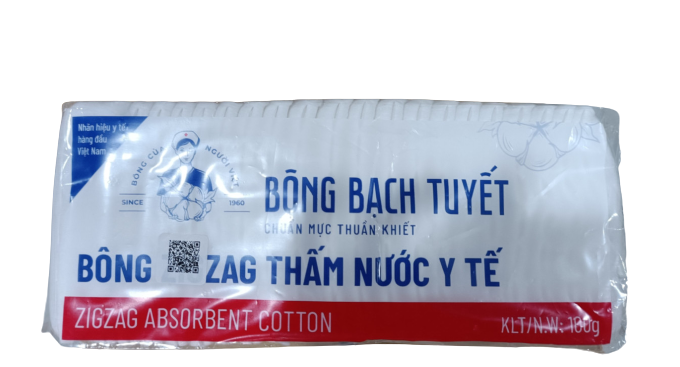 Nhãn hiệu y tế
hàng đầu
Việt Nam
BÔNG CỦA NGƯỜI VIỆT
SINCE 1960
BÔNG BẠCH TUYẾT
CHUẨN MỰC THUẦN KHIẾT
BÔNG ZAG THẤM NƯỚC Y TẾ
ZIGZAG ABSORBENT COTTON
KLT/N.W: 100g